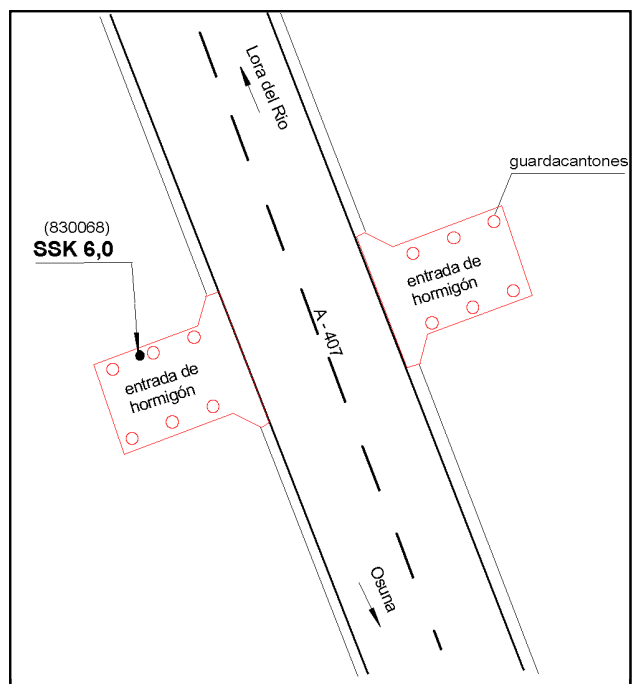 Lora del Rio
guardacantones
(830068)
SSK 6,0
entrada de
hormigón
A - 407
entrada de
hormigón
Osuna